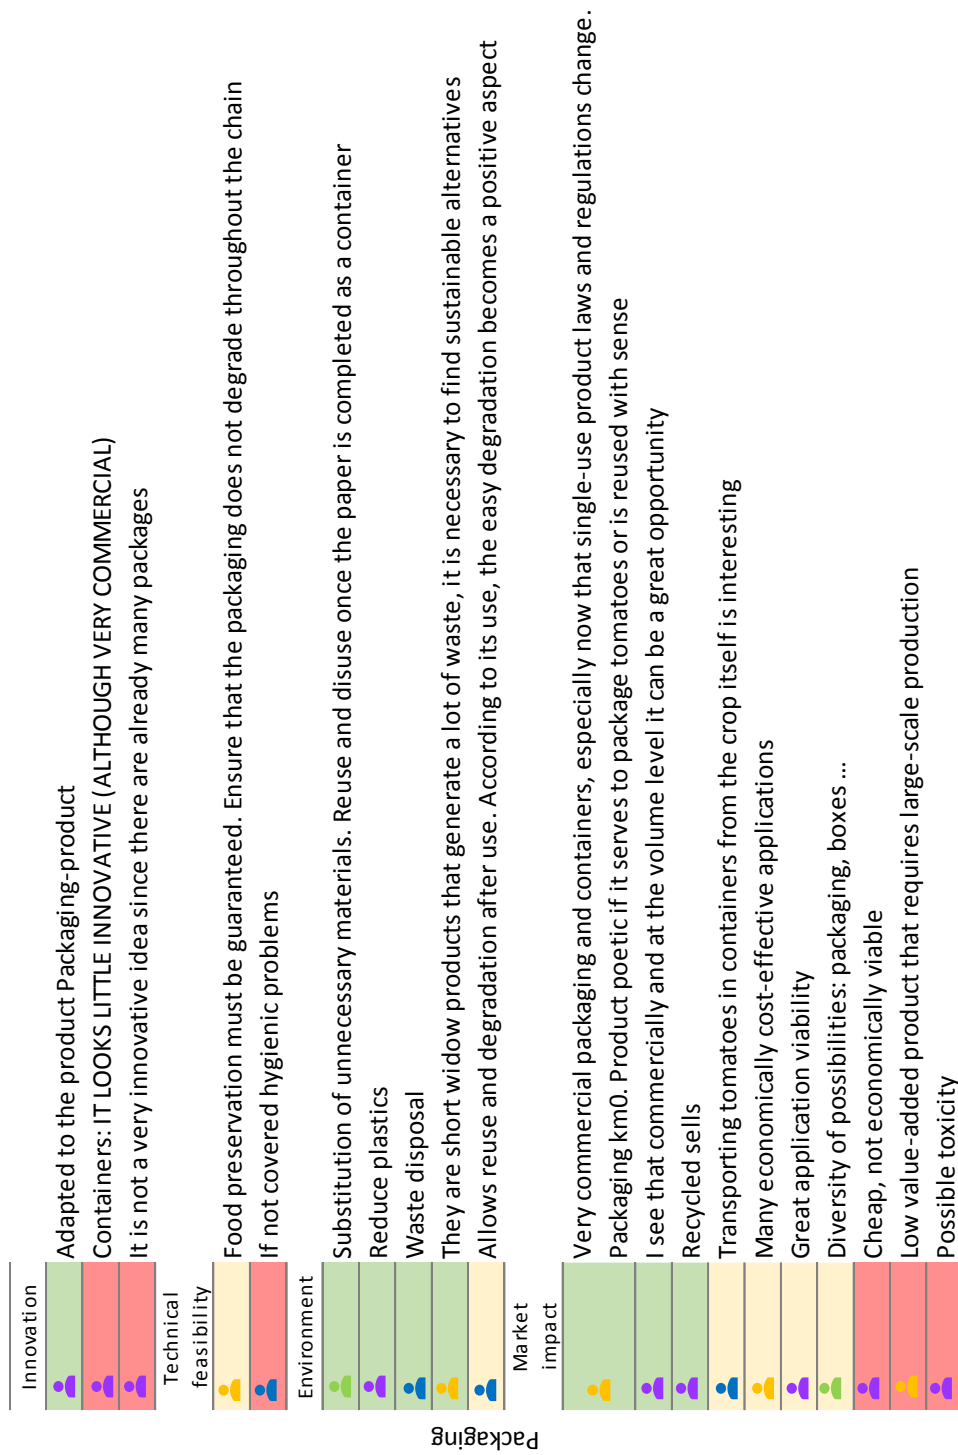 Packaging
Innovation
Adapted to the product Packaging-product
Containers: IT LOOKS LITTLE INNOVATIVE (ALTHOUGH VERY COMMERCIAL)
It is not a very innovative idea since there are already many packages
Technical
feasibility
Food preservation must be guaranteed. Ensure that the packaging does not degrade throughout the chain
If not covered hygienic problems
Environment
Substitution of unnecessary materials. Reuse and disuse once the paper is completed as a container
Reduce plastics
Waste disposal
They are short widow products that generate a lot of waste, it is necessary to find sustainable alternatives
Allows reuse and degradation after use. According to its use, the easy degradation becomes a positive aspect
Market
impact
Very commercial packaging and containers, especially now that single-use product laws and regulations change.
Packaging km0. Product poetic if it serves to package tomatoes or is reused with sense
I see that commercially and at the volume level it can be a great opportunity
Recycled sells
Transporting tomatoes in containers from the crop itself is interesting
Many economically cost-effective applications
Great application viability
Diversity of possibilities: packaging, boxes ...
Cheap, not economically viable
Low value-added product that requires large-scale production
Possible toxicity